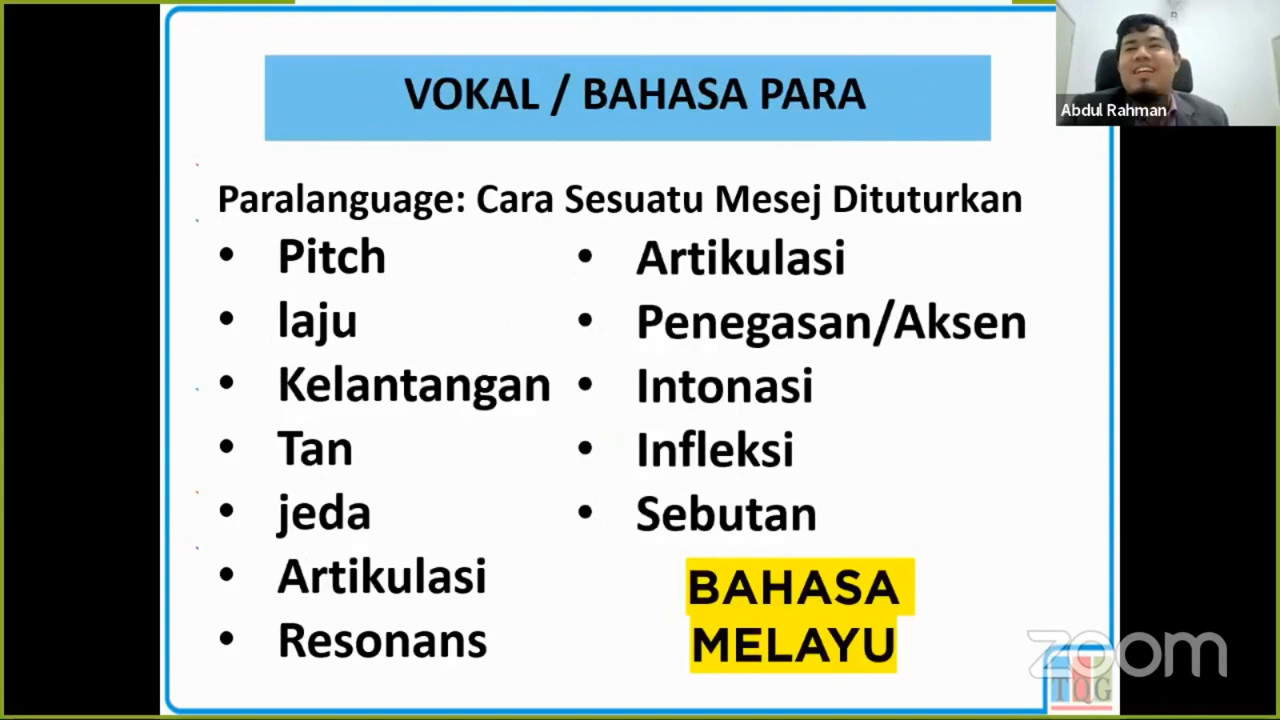 VOKAL / BAHASA PARA
Abdul Rahman
Paralanguage: Cara Sesuatu Mesej Dituturkan
• Pitch
• laju
• Kelantangan
• Tan
• jeda
• Artikulasi
• Resonans
• Artikulasi
• Penegasan/Aksen
• Intonasi
• Infleksi
• Sebutan
BAHASA
MELAYU
zoom
TQG